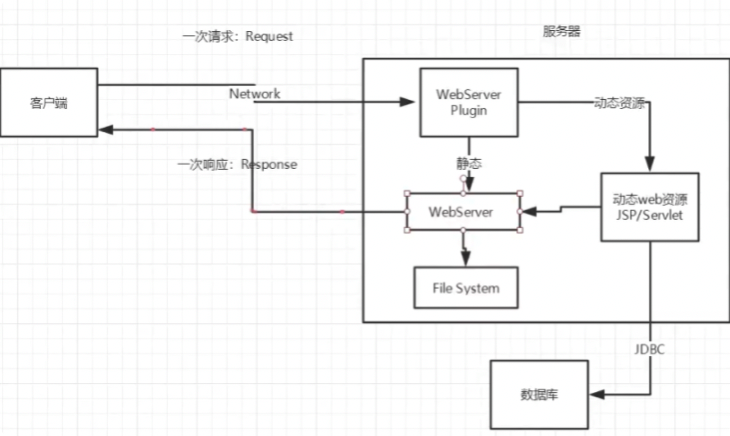 一次请求：Request
服务器
客户端
Network
WebServer
Plugin
动态资源
一次响应：Response
静态
动态web资源
JSP/Servlet
WebServer
File System
JDBC
数据库